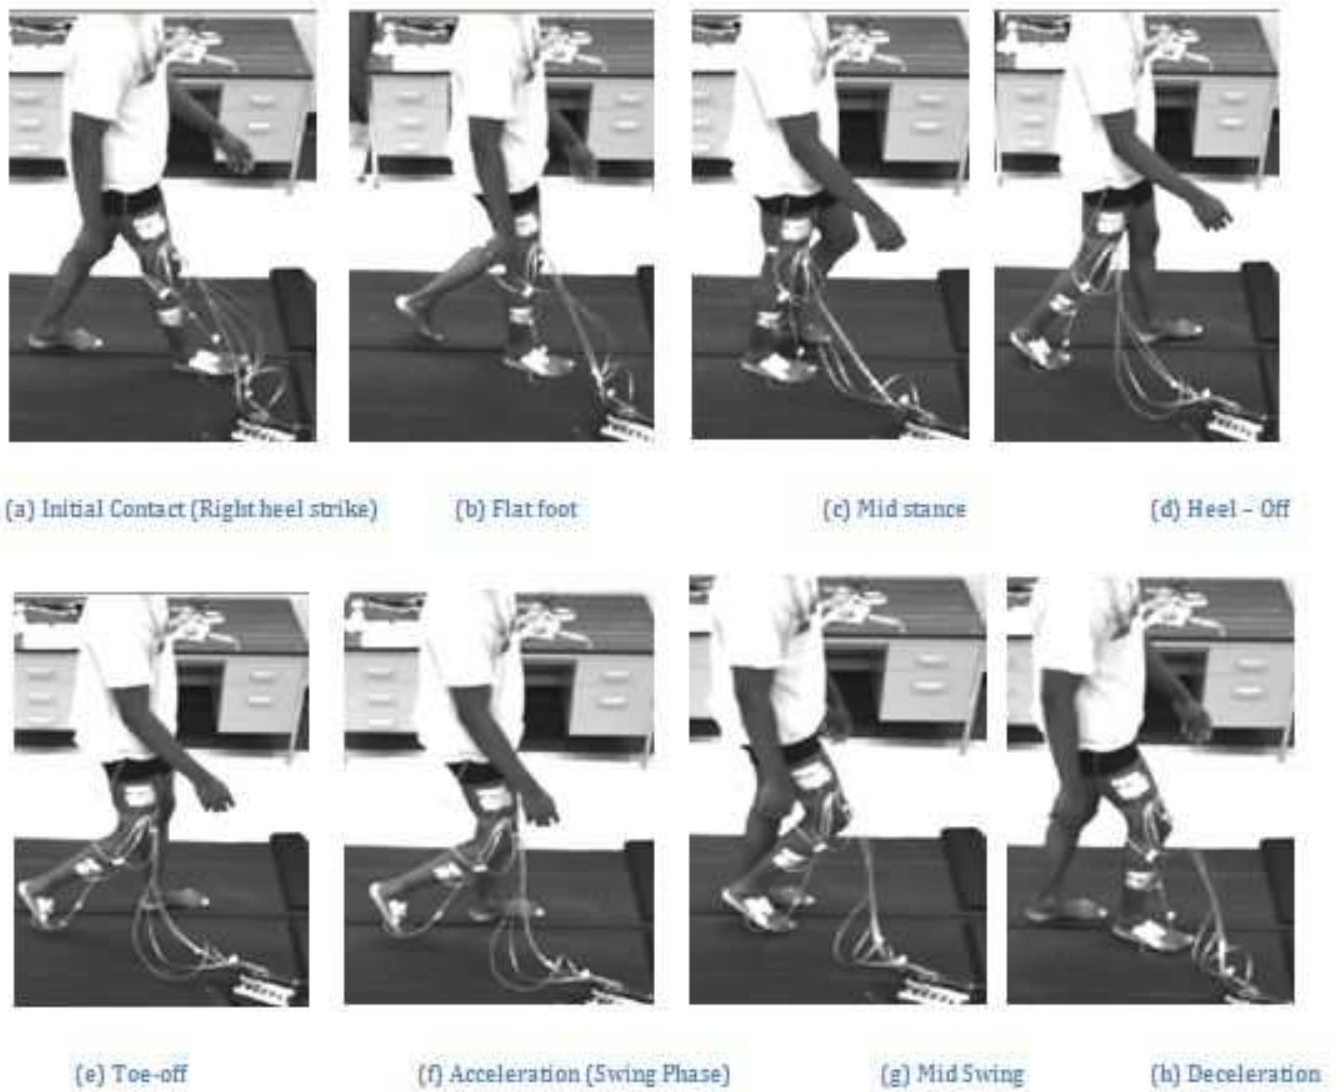 (a) Initial Contact (Right heel strike)
(b) Flat foot
(c) Mid stance
(d) Heel – Off
(e) Toe-off
(f) Acceleration (Swing Phase)
(g) Mid Swing
(h) Deceleration